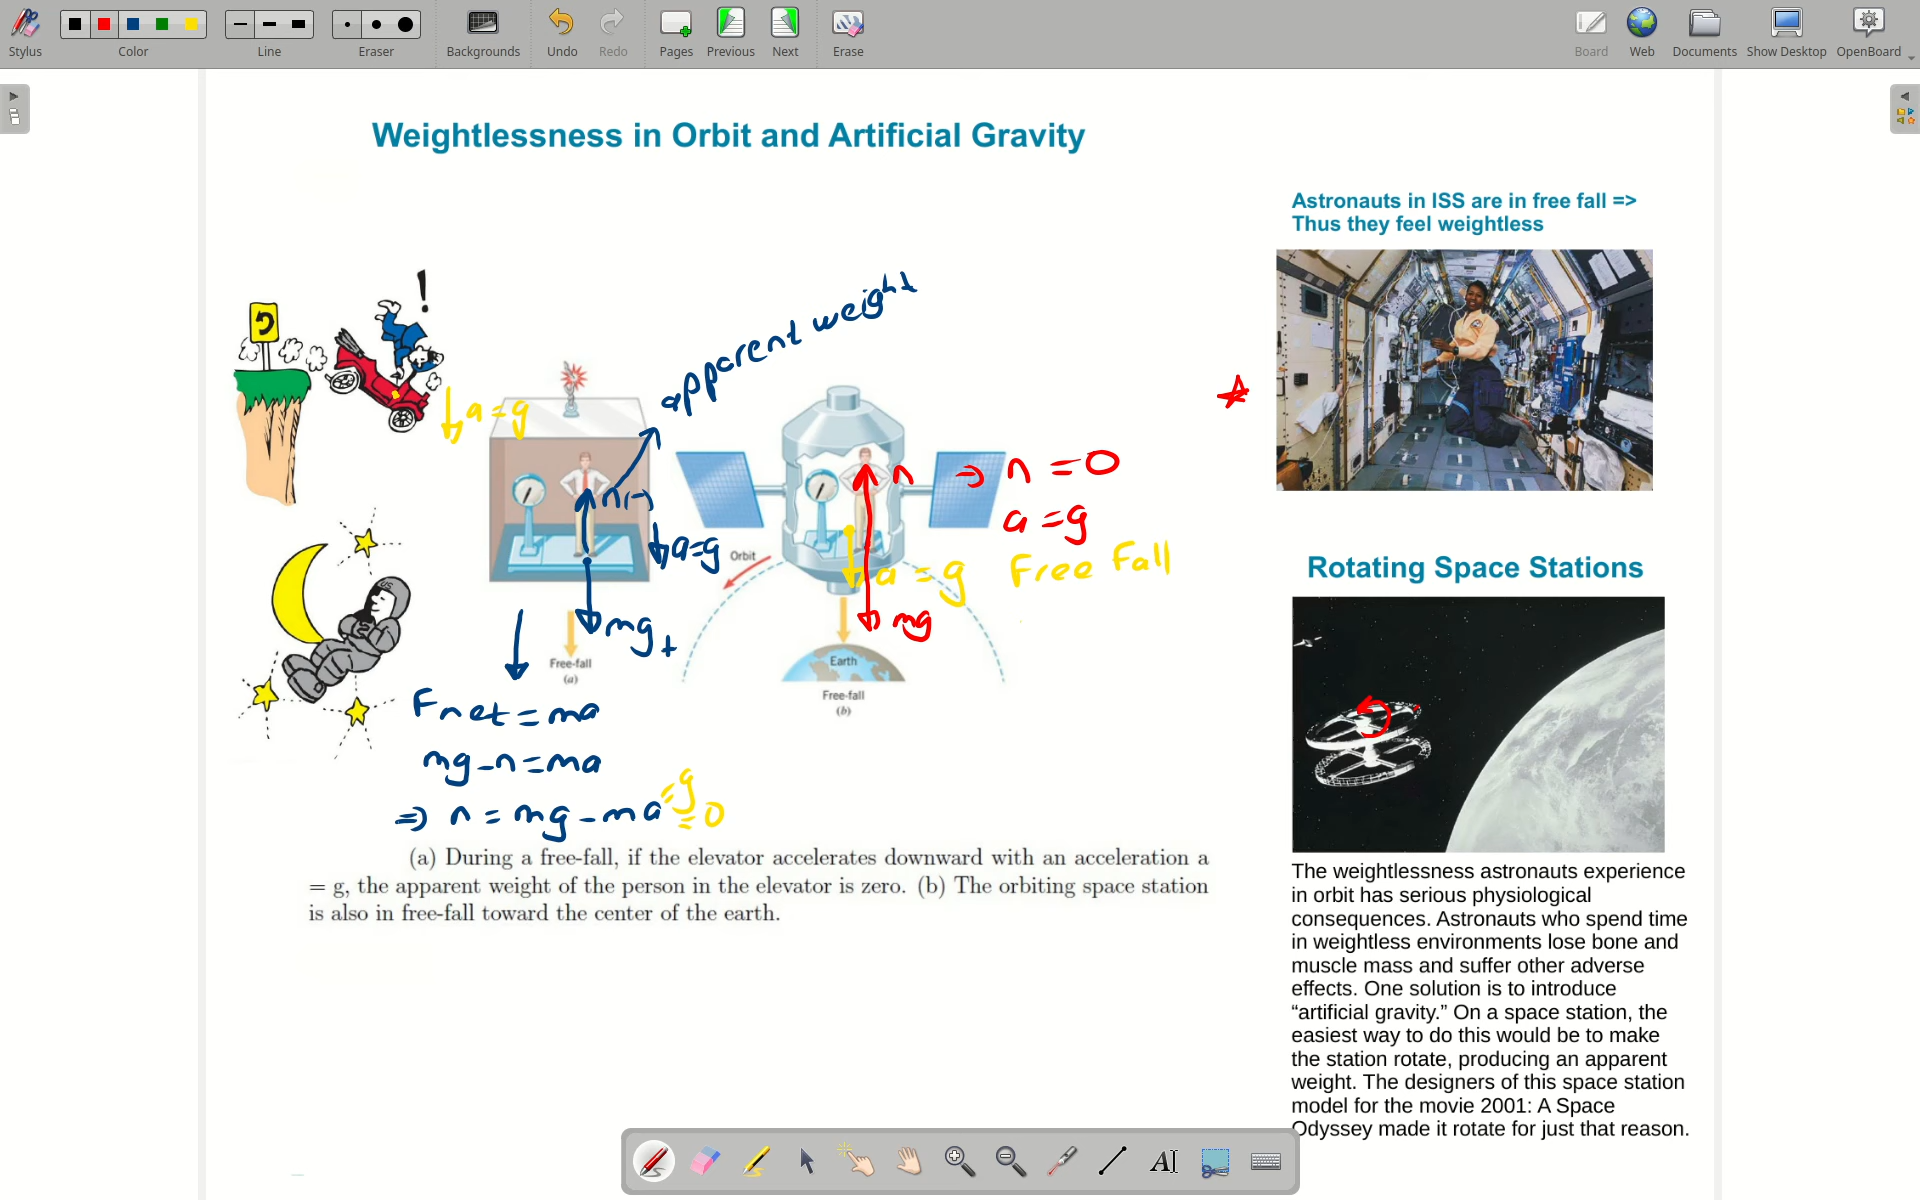 Stylus
Color
Line
Eraser
Backgrounds
Undo
Redo
Pages
Previous
Next
Erase
Board
Web
Documents
Show Desktop
OpenBoard
Weightlessness in Orbit and Artificial Gravity
Astronauts in ISS are in free fall =>
Thus they feel weightless
!
apparent weight
↓a=g
n(-)
↓a=g
mg+
Free-fall
(a)
n
⇒ n = 0
a = g
a = g Free Fall
mg
Orbit
Earth
Free-fall
(b)
US
Fnet = ma
mg - n = ma
⇒ n = mg - ma = g
= 0
(a) During a free-fall, if the elevator accelerates downward with an acceleration a
= g, the apparent weight of the person in the elevator is zero. (b) The orbiting space station
is also in free-fall toward the center of the earth.
Rotating Space Stations
The weightlessness astronauts experience
in orbit has serious physiological
consequences. Astronauts who spend time
in weightless environments lose bone and
muscle mass and suffer other adverse
effects. One solution is to introduce
“artificial gravity.” On a space station, the
easiest way to do this would be to make
the station rotate, producing an apparent
weight. The designers of this space station
model for the movie 2001: A Space
Odyssey made it rotate for just that reason.